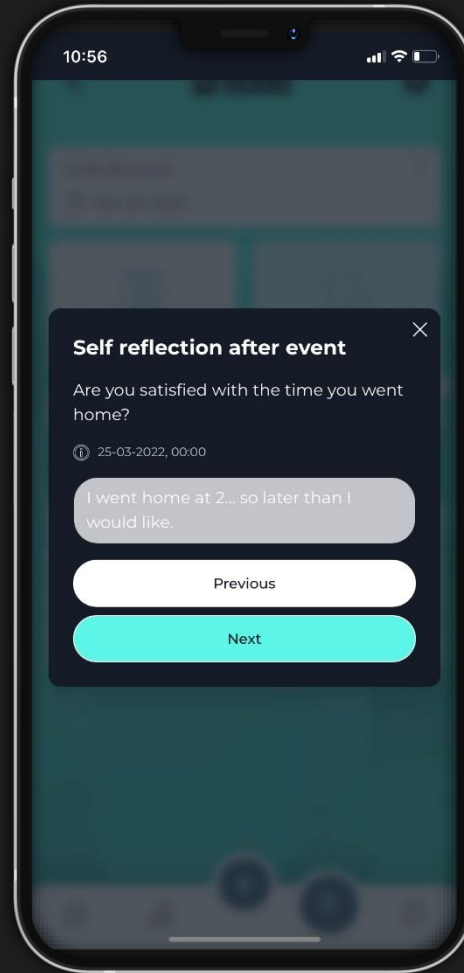 10:56
Self reflection after event
Are you satisfied with the time you went
home?
25-03-2022, 00:00
I went home at 2... so later than I
would like.
Previous
Next